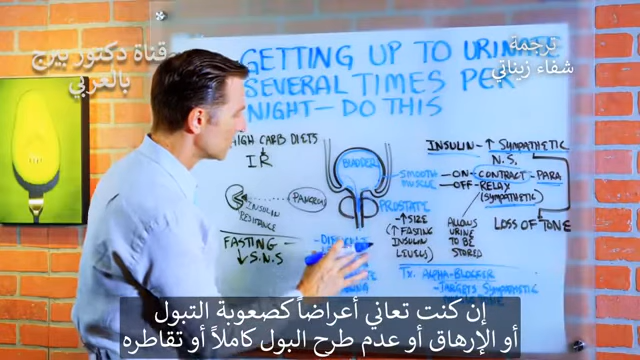 قناة دكتور بيرج
بالعربي
ترجمة
شفاء زيناتي
GETTING UP TO URINATE
SEVERAL TIMES PER
NIGHT - DO THIS
HIGH CARB DIETS
IR
INSULIN
RESISTANCE
PANCREAS
FASTING -
↓ S.N.S
BLADDER
SMOOTH
MUSCLE
PROSTATE
↑ SIZE
(↑ FASTING
INSULIN
LEVELS)
INSULIN - ↑ SYMPATHETIC
N.S.
ON - CONTRACT - PARA
OFF - RELAX
(SYMPATHETIC)
LOSS OF TONE
ALLOWS
URINE
TO BE
STORED
TX. ALPHA-BLOCKER
- TARGETS SYMPATHETIC
إن كنت تعاني أعراضاً كصعوبة التبول
أو الإرهاق أو عدم طرح البول كاملاً أو تقاطره